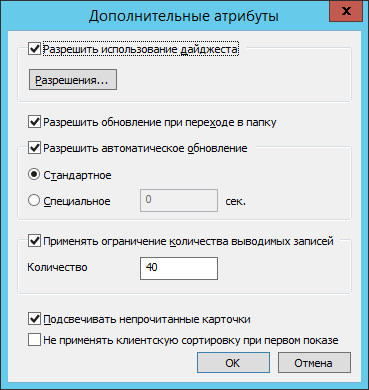 Дополнительные атрибуты
x
Разрешить использование дайджеста
Разрешения...
Разрешить обновление при переходе в папку
Разрешить автоматическое обновление
Стандартное
Специальное 0 сек.
Применять ограничение количества выводимых записей
Количество 40
Подсвечивать непрочитанные карточки
Не применять клиентскую сортировку при первом показе
OK Отмена